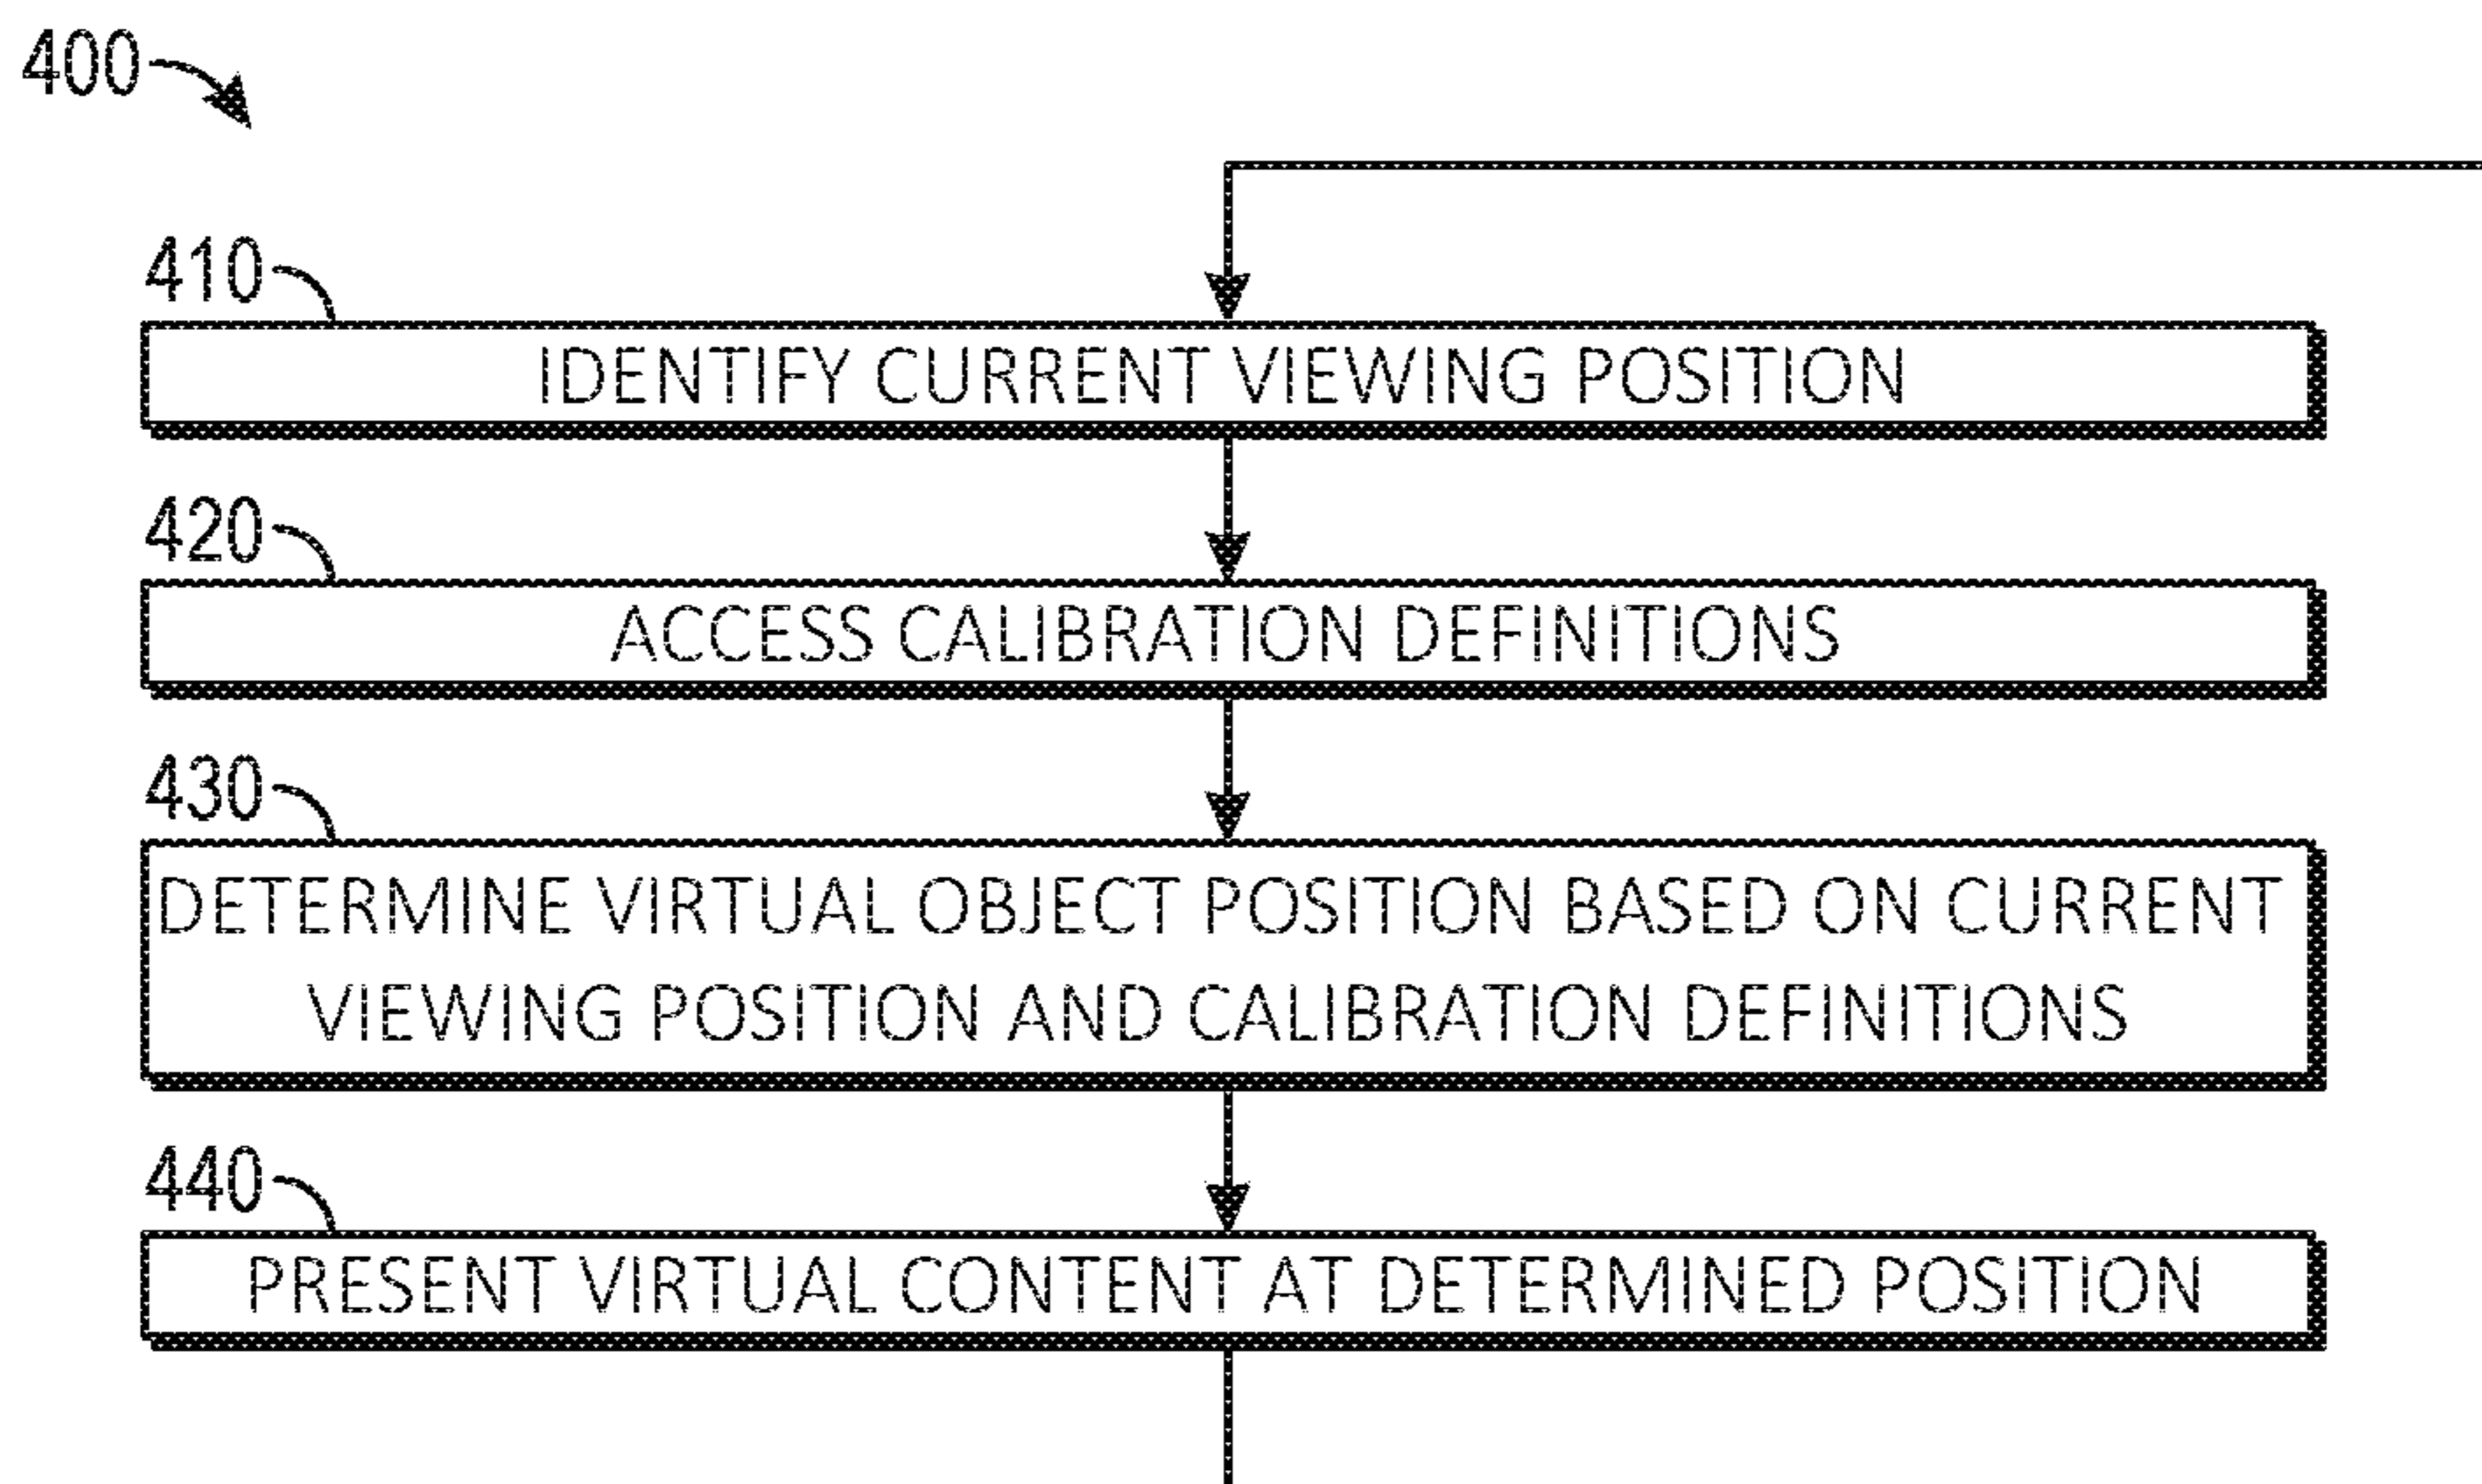 400
410
IDENTIFY CURRENT VIEWING POSITION
420
ACCESS CALIBRATION DEFINITIONS
430
DETERMINE VIRTUAL OBJECT POSITION BASED ON CURRENT
VIEWING POSITION AND CALIBRATION DEFINITIONS
440
PRESENT VIRTUAL CONTENT AT DETERMINED POSITION